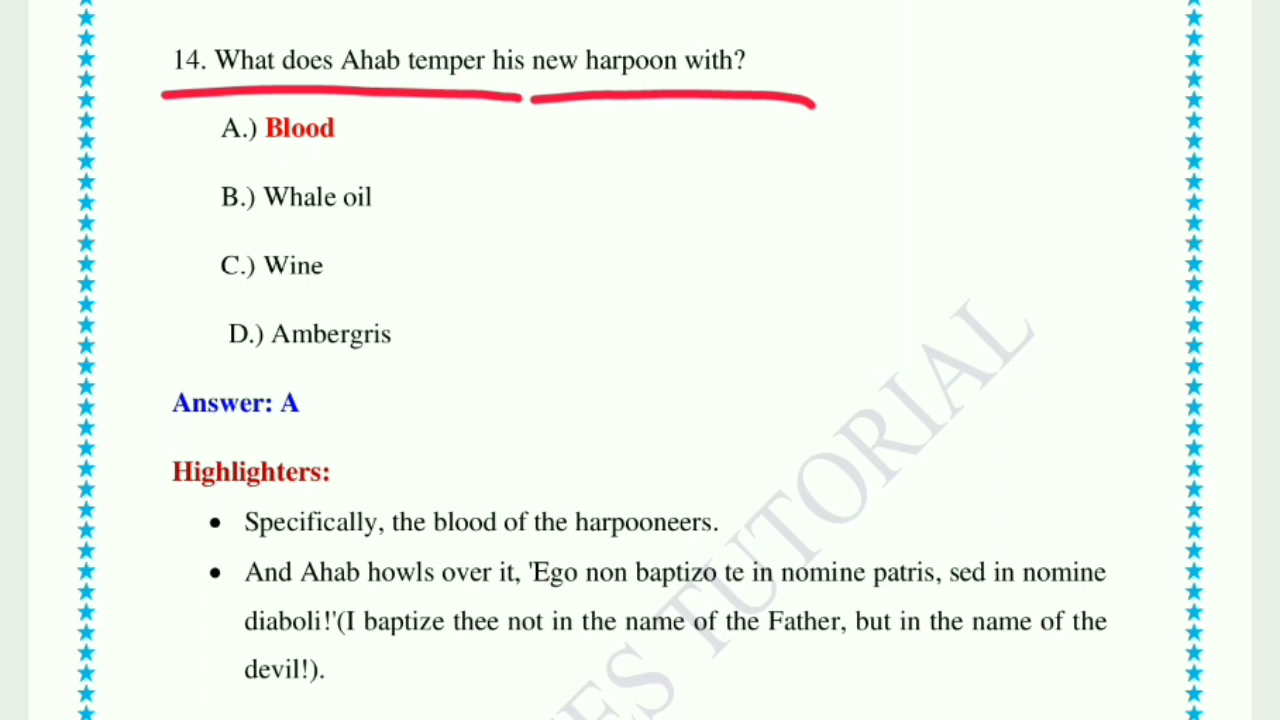 14. What does Ahab temper his new harpoon with?
A.) Blood
B.) Whale oil
C.) Wine
D.) Ambergris
Answer: A
Highlighters:
• Specifically, the blood of the harpooneers.
• And Ahab howls over it, 'Ego non baptizo te in nomine patris, sed in nomine
diaboli!'(I baptize thee not in the name of the Father, but in the name of the
devil!).
ES TUTORIAL